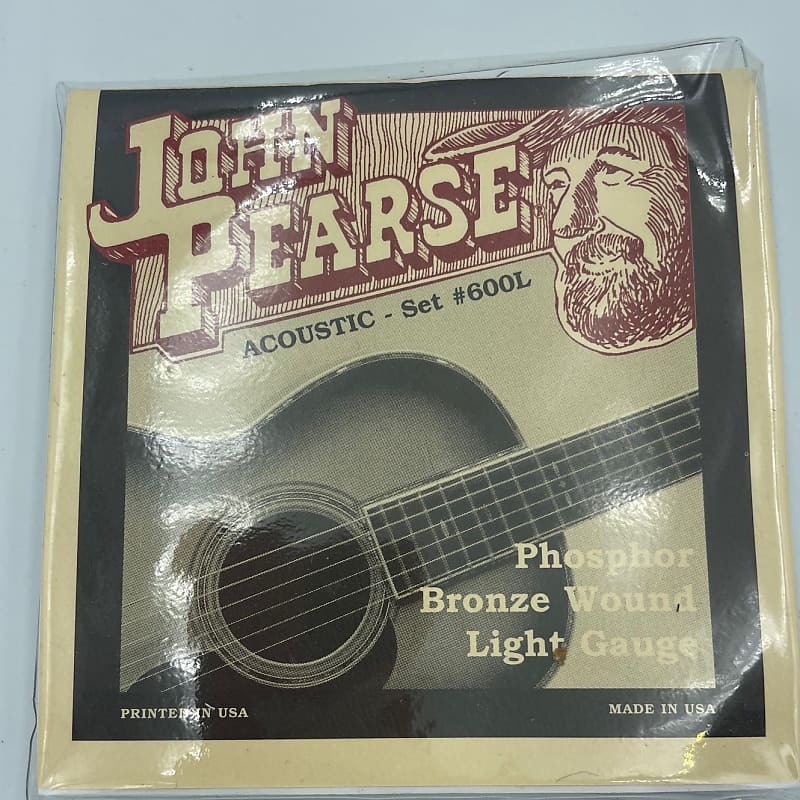 JOHN
PEARSE®
ACOUSTIC - Set #600L
Phosphor
Bronze Wound
Light Gauge
PRINTED IN USA
MADE IN USA